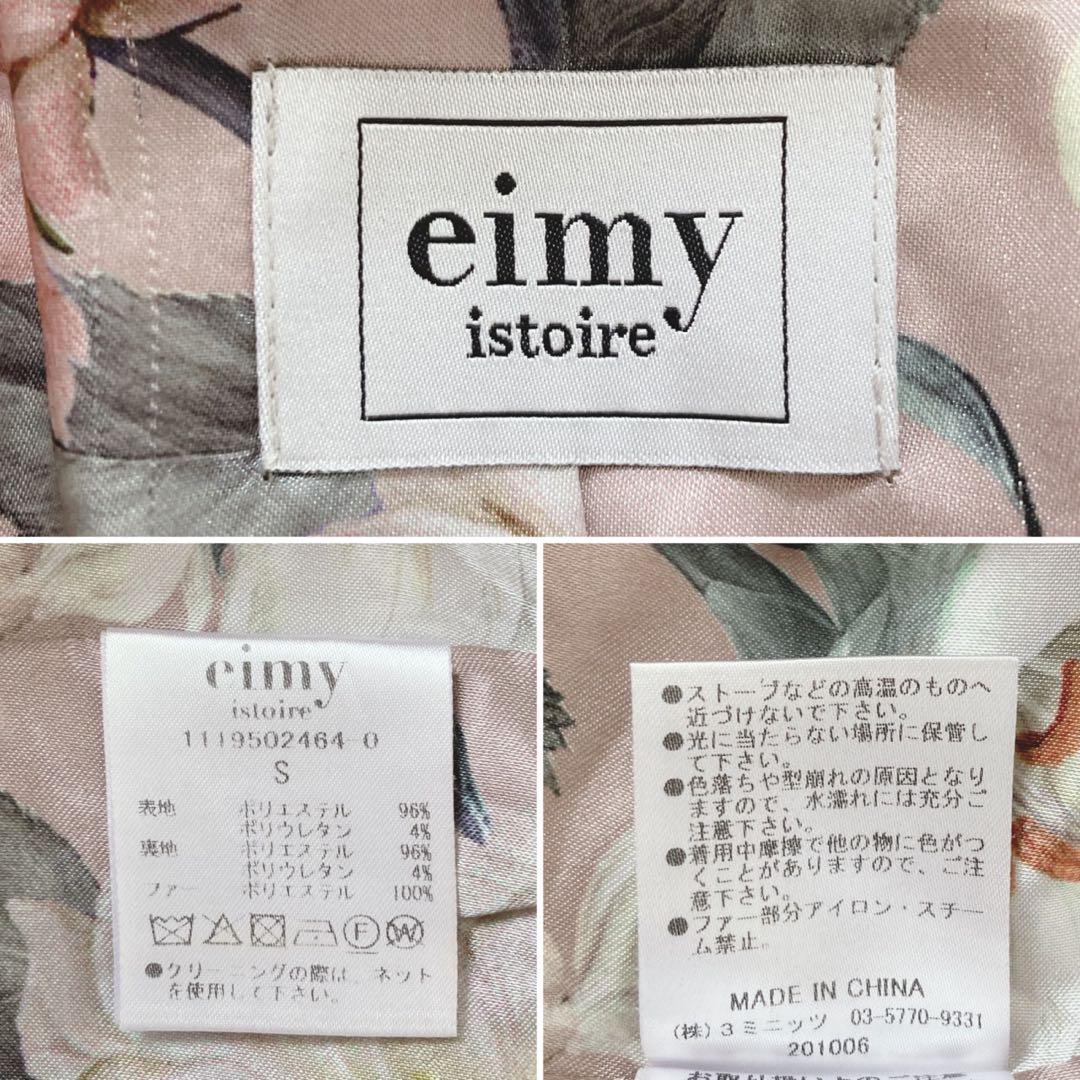 eimy
istoire
eimy
istoire
1119502464-0
S
表地 ポリエステル 96%
ポリウレタン 4%
裏地 ポリエステル 96%
ポリウレタン 4%
ファー ポリエステル 100%
F W
●クリーニングの際は、ネット
を使用して下さい。
●ストーブなどの高温のものへ
近づけないで下さい。
●光に当たらない場所に保管し
て下さい。
●色落ちや型崩れの原因となり
ますので、水濡れには充分ご
注意下さい。
●着用中摩擦で他の物に色がつ
くことがありますので、ご注
意下さい。
●ファー部分アイロン・スチー
ム禁止。
MADE IN CHINA
(株)3ミニッツ 03-5770-9331
201006